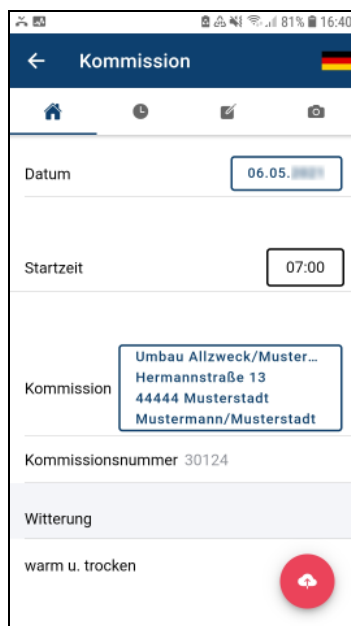 81% 16:40
Kommission
Datum
06.05.
Startzeit
07:00
Kommission
Umbau Allzweck/Muster...
Hermannstraße 13
44444 Musterstadt
Mustermann/Musterstadt
Kommissionsnummer 30124
Witterung
warm u. trocken